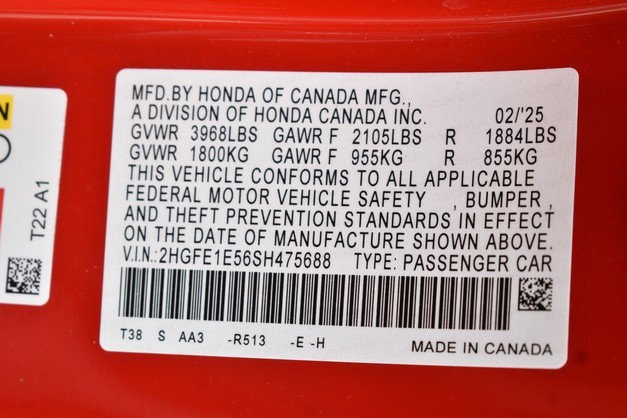 MFD.BY HONDA OF CANADA MFG.,
A DIVISION OF HONDA CANADA INC. 02/'25
GVWR 3968LBS GAWR F 2105LBS R 1884LBS
GVWR 1800KG GAWR F 955KG R 855KG
THIS VEHICLE CONFORMS TO ALL APPLICABLE
FEDERAL MOTOR VEHICLE SAFETY , BUMPER ,
AND THEFT PREVENTION STANDARDS IN EFFECT
ON THE DATE OF MANUFACTURE SHOWN ABOVE.
V.I.N.:2HGFE1E56SH475688 TYPE: PASSENGER CAR
T38 S AA3 -R513 -E -H
MADE IN CANADA
T22 A1